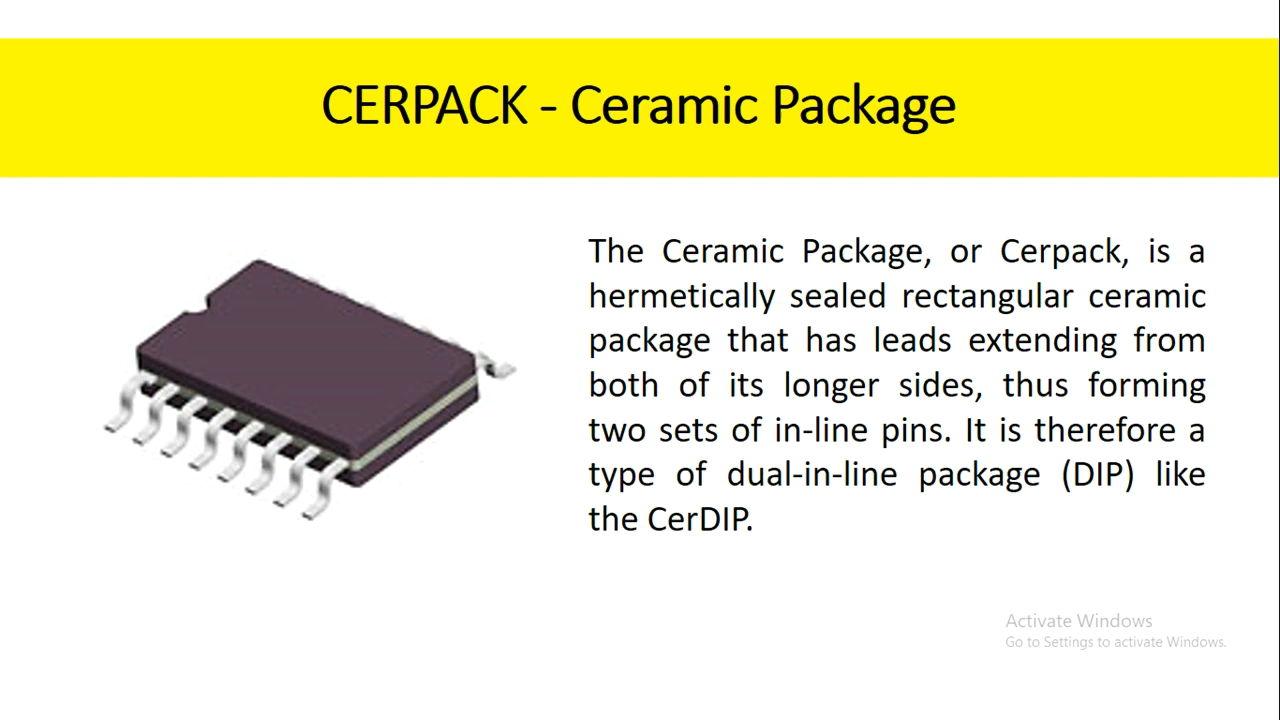 CERPACK - Ceramic Package
The Ceramic Package, or Cerpack, is a
hermetically sealed rectangular ceramic
package that has leads extending from
both of its longer sides, thus forming
two sets of in-line pins. It is therefore a
type of dual-in-line package (DIP) like
the CerDIP.
Activate Windows
Go to Settings to activate Windows.